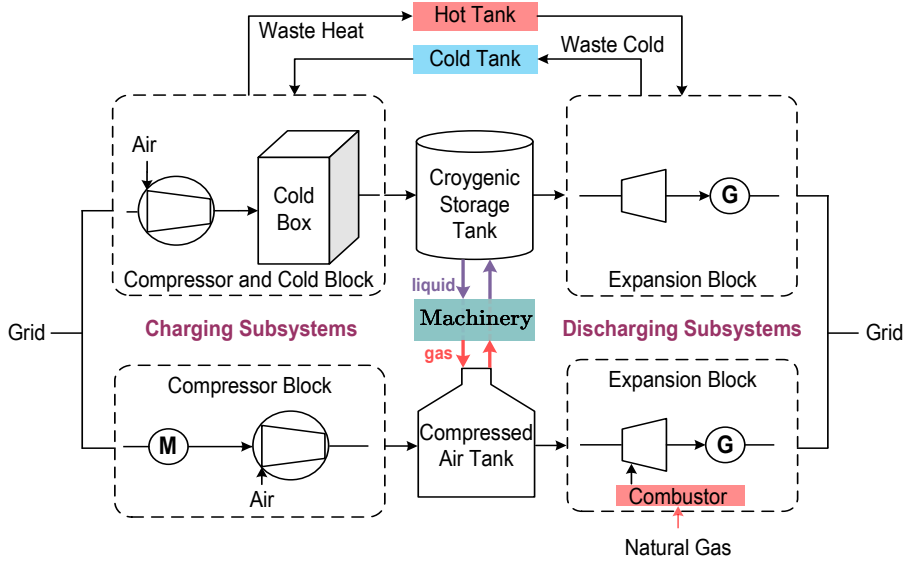 Hot Tank
Waste Heat
Waste Cold
Cold Tank
Air
Cold
Box
Croygenic
Storage
Tank
G
Compressor and Cold Block
Expansion Block
liquid
Machinery
gas
Grid
Charging Subsystems
Discharging Subsystems
Grid
Compressor Block
Expansion Block
M
Air
Compressed
Air Tank
G
Combustor
Natural Gas